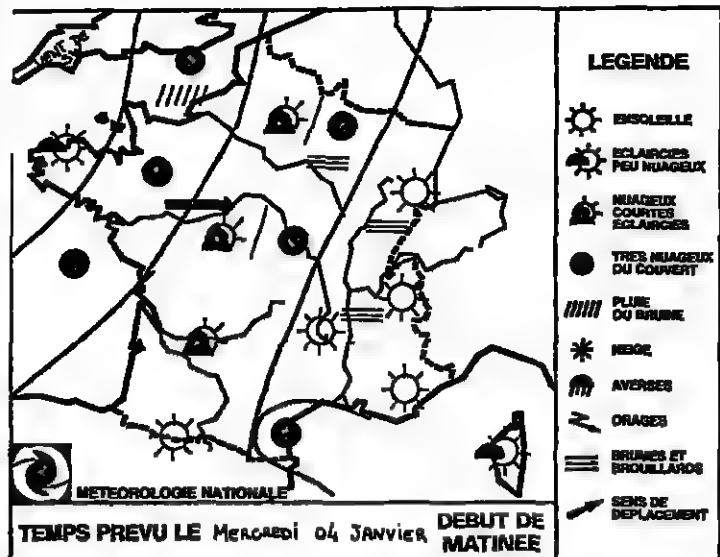 METEOROLOGIE NATIONALE
TEMPS PREVU LE MERCREDI 04 JANVIER DEBUT DE MATINEE
LEGENDE
ENSOLEILLE
ECLAIRCIES
PEU NUAGEUX
NUAGEUX
COURTES
ECLAIRCIES
TRES NUAGEUX
OU COUVERT
PLUIE
OU BRUINE
NEIGE
AVERSES
ORAGES
BRUMES ET
BROUILLARDS
SENS DE
DEPLACEMENT